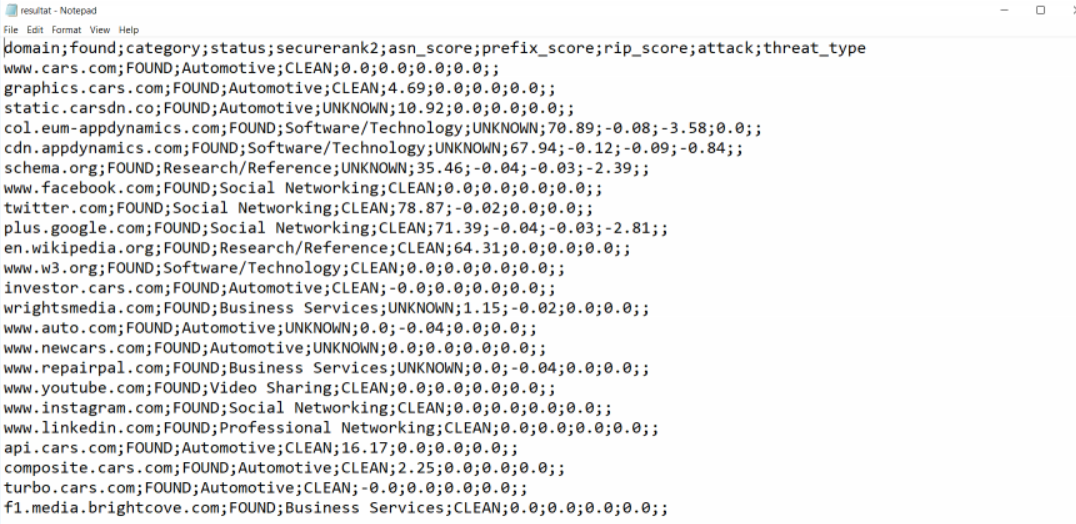 resultat - Notepad
File Edit Format View Help
domain;found;category;status;securerank2;asn_score;prefix_score;rip_score;attack;threat_type
www.cars.com;FOUND;Automotive;CLEAN;0.0;0.0;0.0;0.0;;
graphics.cars.com;FOUND;Automotive;CLEAN;4.69;0.0;0.0;0.0;;
static.carsdn.co;FOUND;Automotive;UNKNOWN;10.92;0.0;0.0;0.0;;
col.eum-appdynamics.com;FOUND;Software/Technology;UNKNOWN;70.89;-0.08;-3.58;0.0;;
cdn.appdynamics.com;FOUND;Software/Technology;UNKNOWN;67.94;-0.12;-0.09;-0.84;;
schema.org;FOUND;Research/Reference;UNKNOWN;35.46;-0.04;-0.03;-2.39;;
www.facebook.com;FOUND;Social Networking;CLEAN;0.0;0.0;0.0;0.0;;
twitter.com;FOUND;Social Networking;CLEAN;78.87;-0.02;0.0;0.0;;
plus.google.com;FOUND;Social Networking;CLEAN;71.39;-0.04;-0.03;-2.81;;
en.wikipedia.org;FOUND;Research/Reference;CLEAN;64.31;0.0;0.0;0.0;;
www.w3.org;FOUND;Software/Technology;CLEAN;0.0;0.0;0.0;0.0;;
investor.cars.com;FOUND;Automotive;CLEAN;-0.0;0.0;0.0;0.0;;
wrightsmedia.com;FOUND;Business Services;UNKNOWN;1.15;-0.02;0.0;0.0;;
www.auto.com;FOUND;Automotive;UNKNOWN;0.0;-0.04;0.0;0.0;;
www.newcars.com;FOUND;Automotive;UNKNOWN;0.0;0.0;0.0;0.0;;
www.repairpal.com;FOUND;Business Services;UNKNOWN;0.0;-0.04;0.0;0.0;;
www.youtube.com;FOUND;Video Sharing;CLEAN;0.0;0.0;0.0;0.0;;
www.instagram.com;FOUND;Social Networking;CLEAN;0.0;0.0;0.0;0.0;;
www.linkedin.com;FOUND;Professional Networking;CLEAN;0.0;0.0;0.0;0.0;;
api.cars.com;FOUND;Automotive;CLEAN;16.17;0.0;0.0;0.0;;
composite.cars.com;FOUND;Automotive;CLEAN;2.25;0.0;0.0;0.0;;
turbo.cars.com;FOUND;Automotive;CLEAN;-0.0;0.0;0.0;0.0;;
f1.media.brightcove.com;FOUND;Business Services;CLEAN;0.0;0.0;0.0;0.0;;